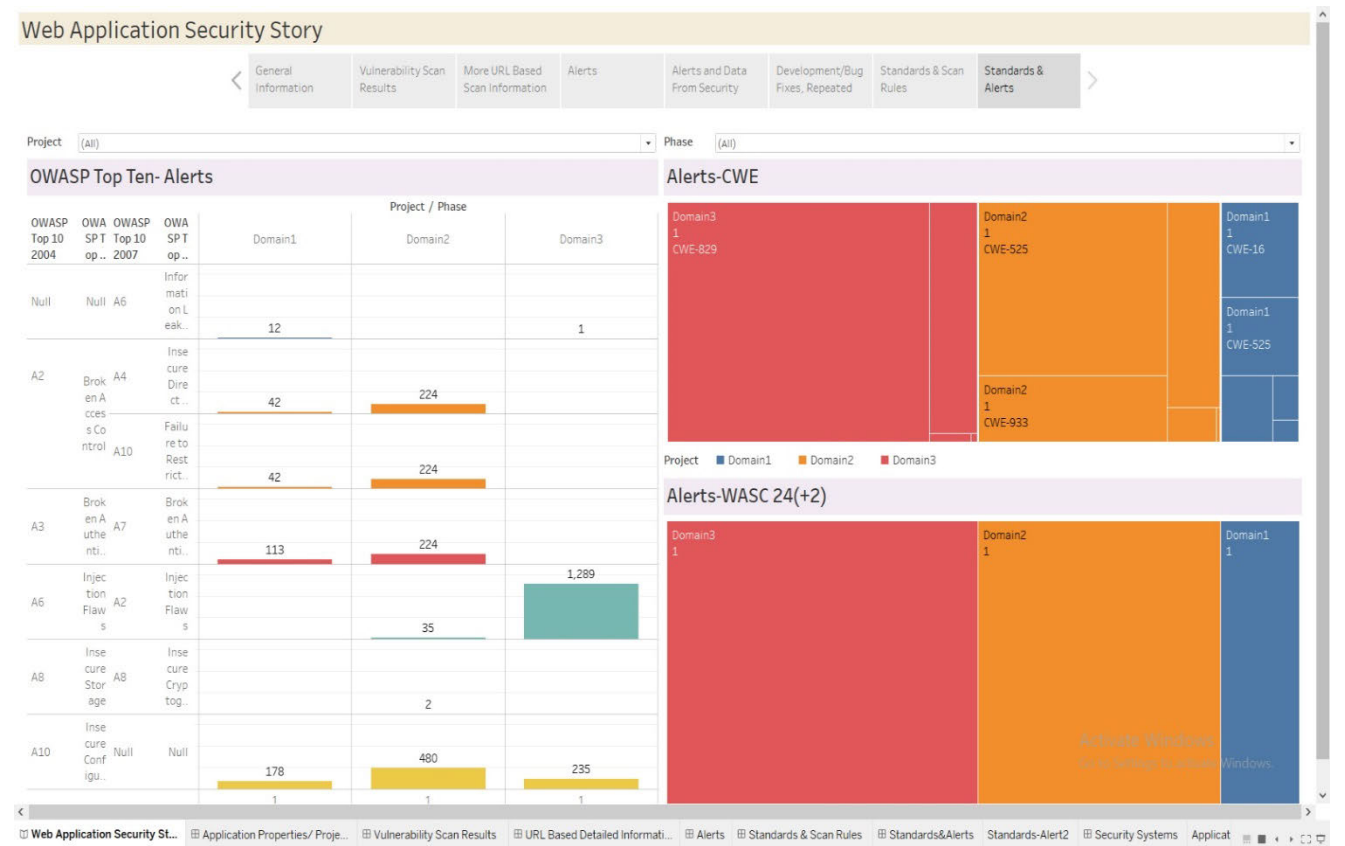 Web Application Security Story
General Information
Vulnerability Scan Results
More URL Based Scan Information
Alerts
Alerts and Data From Security
Development/Bug Fixes, Repeated
Standards & Scan Rules
Standards & Alerts
Project (All)
Phase (All)
OWASP Top Ten- Alerts
Project / Phase
OWASP Top 10 2004
OWA SP T op ..
OWASP Top 10 2007
OWA SP T op ..
Domain1 Domain2 Domain3
Null Null A6 Infor mati on L eak.. 12 1
A2 Brok en A cces s Co ntrol A4 Inse cure Dire ct .. 42 224
A10 Failu re to Rest rict.. 42 224
A3 Brok en A uthe nti.. A7 Brok en A uthe nti.. 113 224
A6 Injec tion Flaw s A2 Injec tion Flaw s 35 1,289
A8 Inse cure Stor age A8 Inse cure Cryp tog.. 2
A10 Inse cure Conf igu.. Null Null 178 480 235
1 1 1
Alerts-CWE
Domain3
1
CWE-829
Domain2
1
CWE-525
Domain2
1
CWE-933
Domain1
1
CWE-16
Domain1
1
CWE-525
Project Domain1 Domain2 Domain3
Alerts-WASC 24(+2)
Domain3
1
Domain2
1
Domain1
1
Activate Windows
Windows.
Web Application Security St... Application Properties/ Proje... Vulnerability Scan Results URL Based Detailed Informati... Alerts Standards & Scan Rules Standards&Alerts Standards-Alert2 Security Systems Applicat